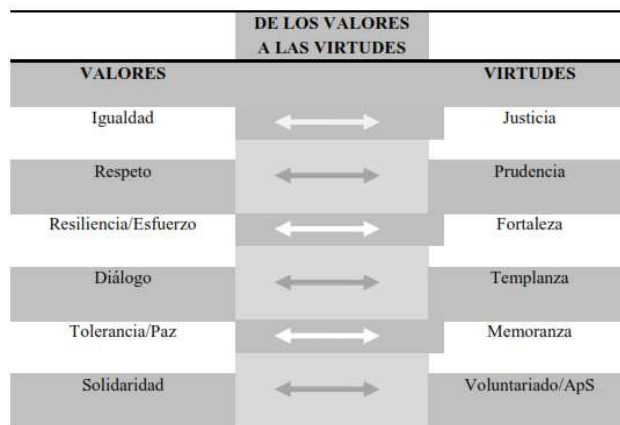 DE LOS VALORES
A LAS VIRTUDES
VALORES VIRTUDES
Igualdad Justicia
Respeto Prudencia
Resiliencia/Esfuerzo Fortaleza
Diálogo Templanza
Tolerancia/Paz Memoranza
Solidaridad Voluntariado/ApS